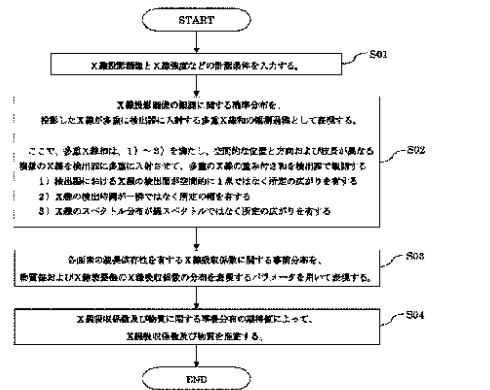 START
S01
X線投影画像とX線強度などの計測条件を入力する。
X線投影画像の観測に関する確率分布を、
投影したX線が多重に検出器に入射する多重X線和の観測過程として表現する。
ここで、多重X線和は、1)~3)を満たし、空間的な位置と方向および波長が異なる
複数のX線を検出器に多重に入射させて、多重のX線の重み付き和を検出器で観測する
1)検出器におけるX線の検出面が空間的に1点ではなく所定の広がりを有する
2)X線の検出時間が一瞬ではなく所定の幅を有する
3)X線のスペクトル分布が線スペクトルではなく所定の広がりを有する
S02
各画素の波長依存性を有するX線吸収係数に関する事前分布を、
物質毎およびX線波長毎のX線吸収係数の分布を表現するパラメータを用いて表現する。
S03
X線吸収係数及び物質に関する事後分布の期待値によって、
X線吸収係数及び物質を推定する。
S04
END